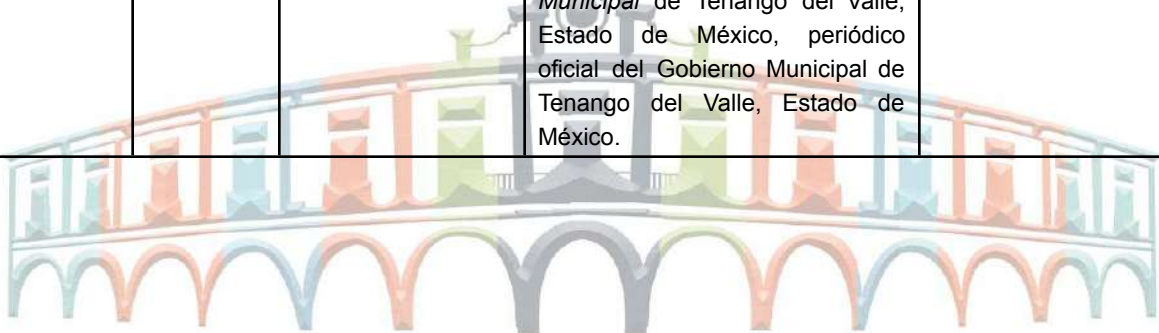 Municipal de Tenango del Valle,
Estado de México, periódico
oficial del Gobierno Municipal de
Tenango del Valle, Estado de
México.